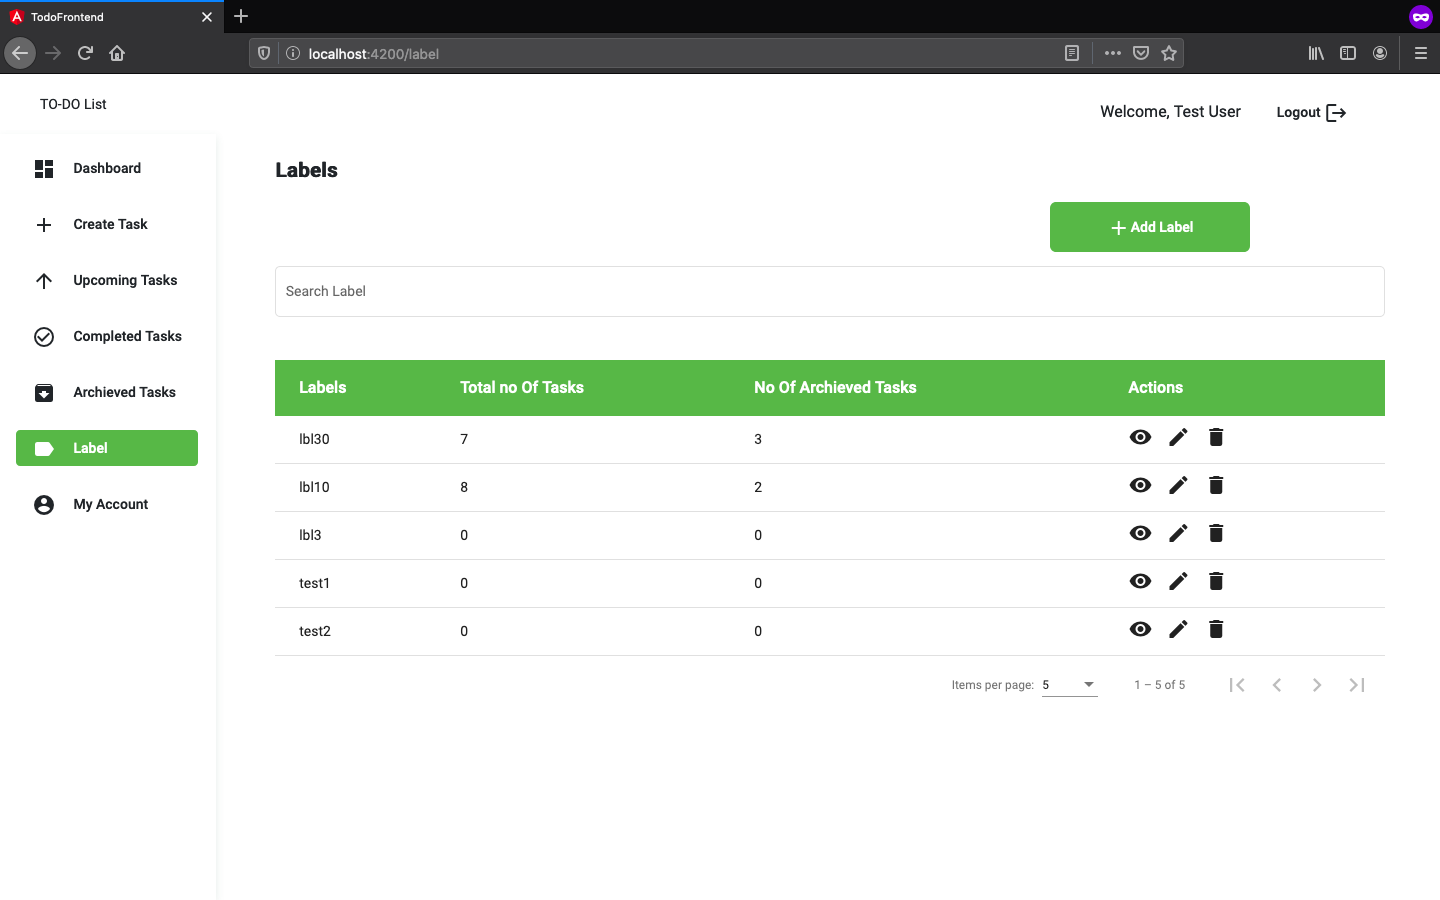 TodoFrontend
localhost:4200/label
TO-DO List
Welcome, Test User
Logout
Dashboard
Create Task
Upcoming Tasks
Completed Tasks
Archieved Tasks
Label
My Account
Labels
Add Label
Search Label
Labels Total no Of Tasks No Of Archieved Tasks Actions
lbl30 7 3
lbl10 8 2
lbl3 0 0
test1 0 0
test2 0 0
Items per page: 5 1 – 5 of 5